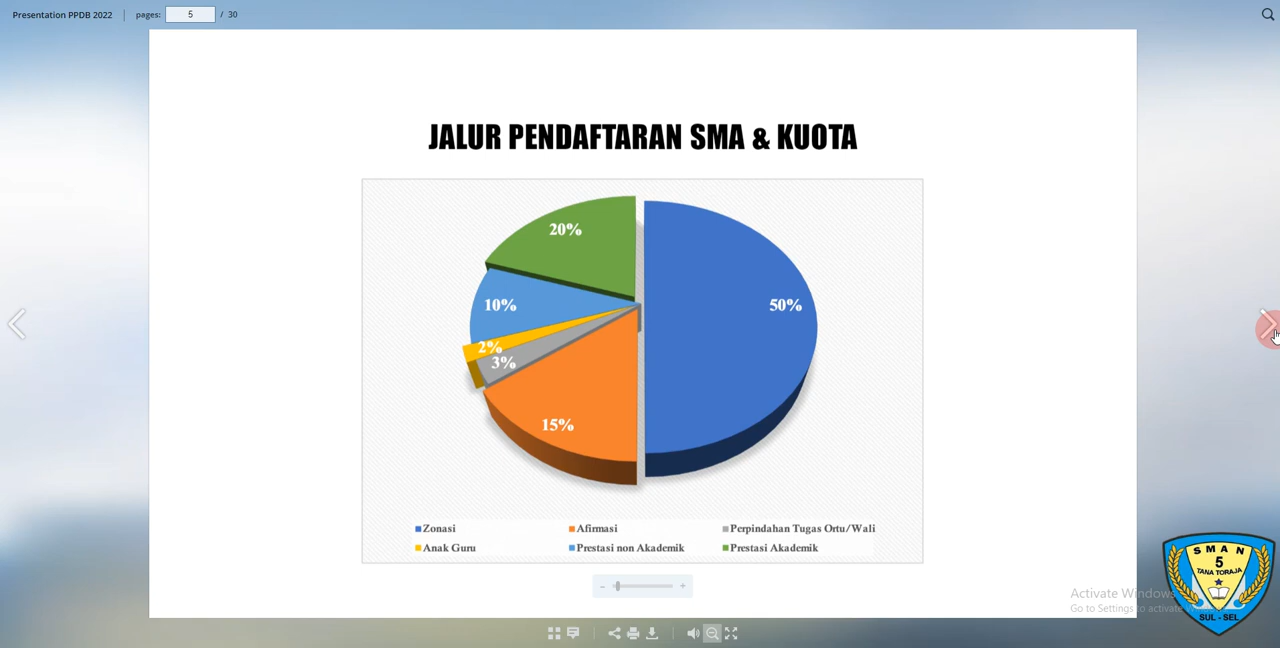 Presentation PPDB 2022
pages: 5 / 30
JALUR PENDAFTARAN SMA & KUOTA
20%
50%
10%
2%
3%
15%
Zonasi Afirmasi Perpindahan Tugas Ortu/Wali
Anak Guru Prestasi non Akademik Prestasi Akademik
Activate Windows
Go to Settings to activate
SMAN
5
TANA TORAJA
SUL - SEL